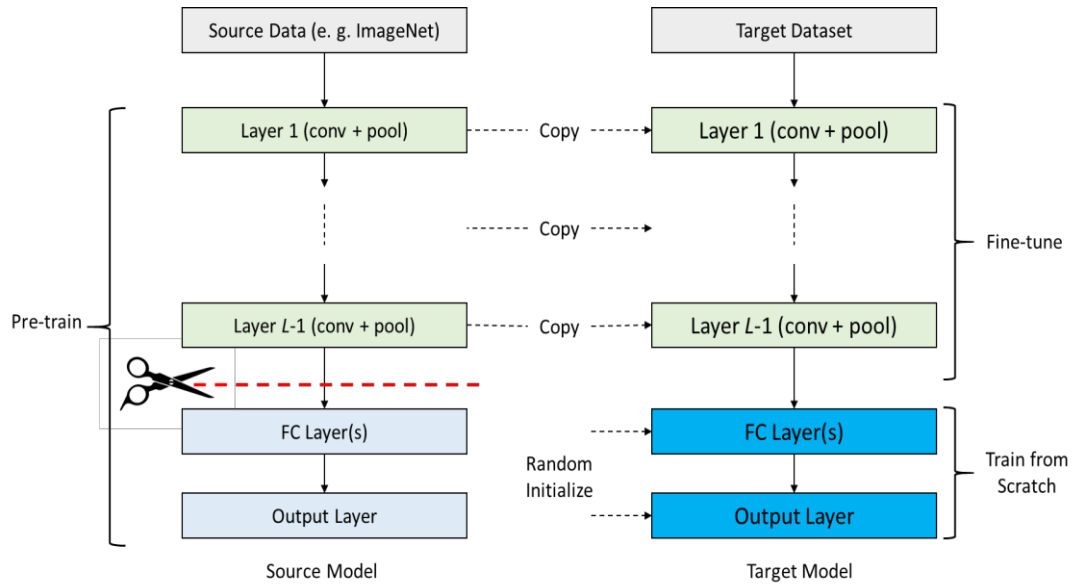 Source Data (e. g. ImageNet)
Target Dataset
Layer 1 (conv + pool)
Copy
Layer 1 (conv + pool)
Copy
Fine-tune
Pre-train
Layer L-1 (conv + pool)
Copy
Layer L-1 (conv + pool)
FC Layer(s)
FC Layer(s)
Random
Initialize
Train from
Scratch
Output Layer
Output Layer
Source Model
Target Model